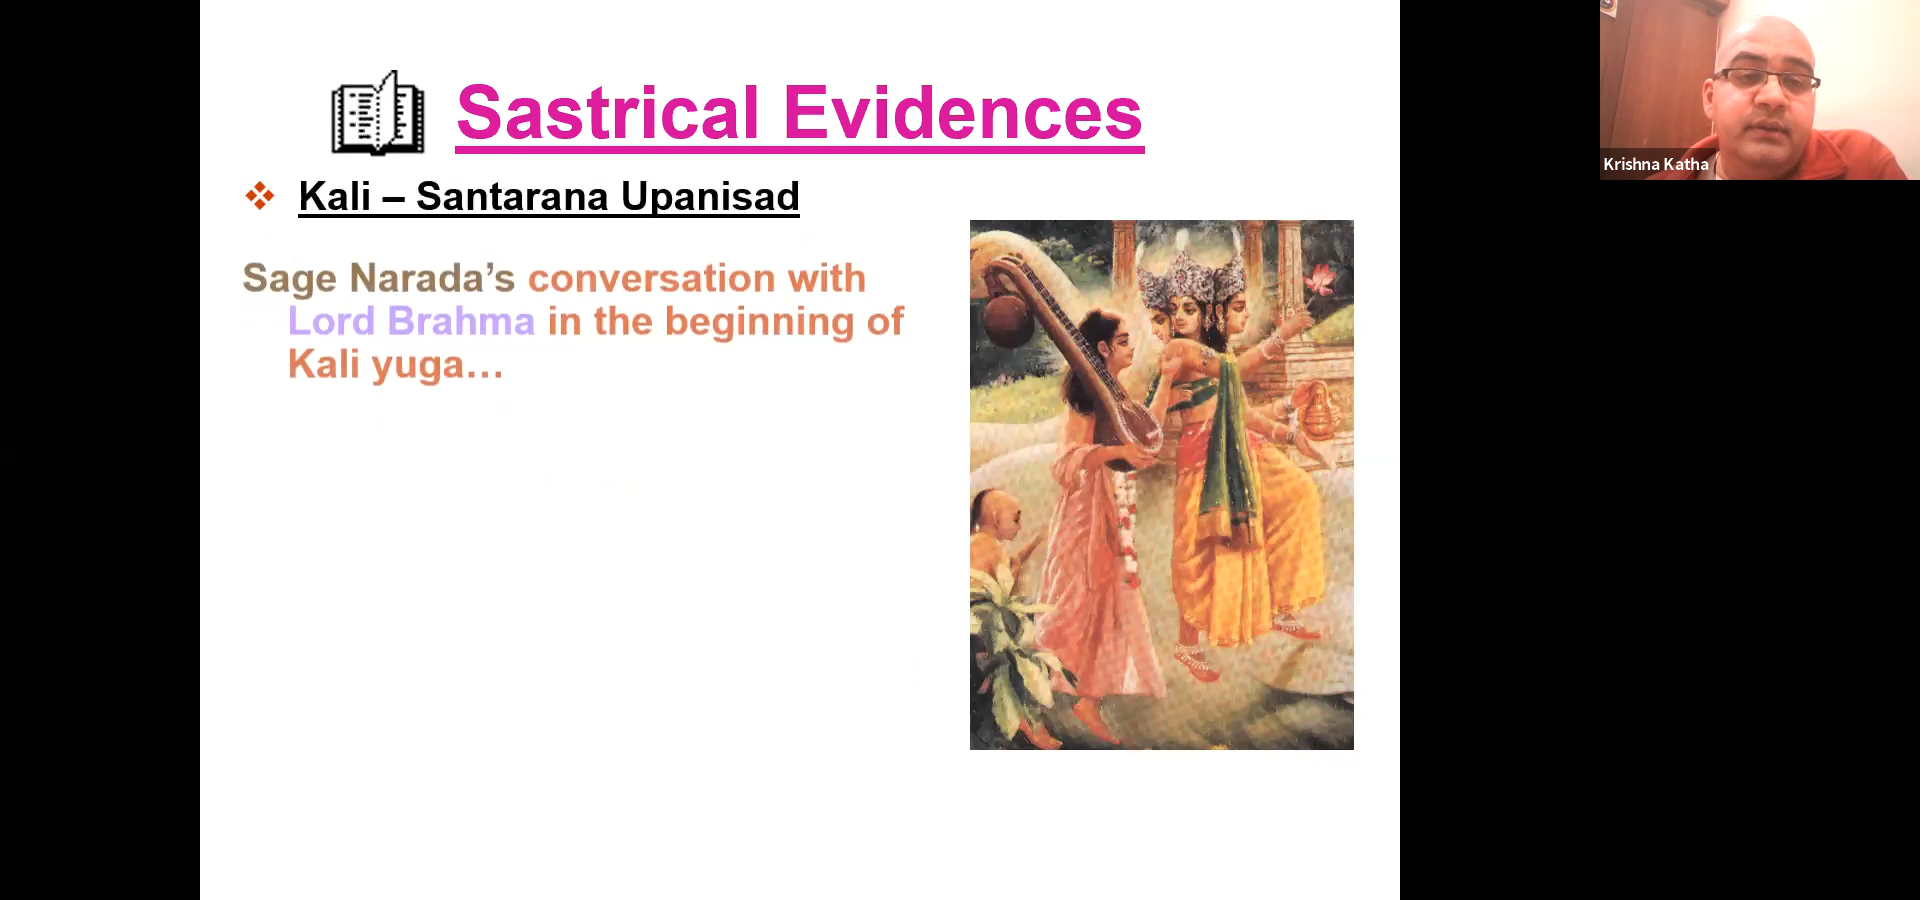 Sastrical Evidences
Kali – Santarana Upanisad
Sage Narada’s conversation with
Lord Brahma in the beginning of
Kali yuga…
Krishna Katha